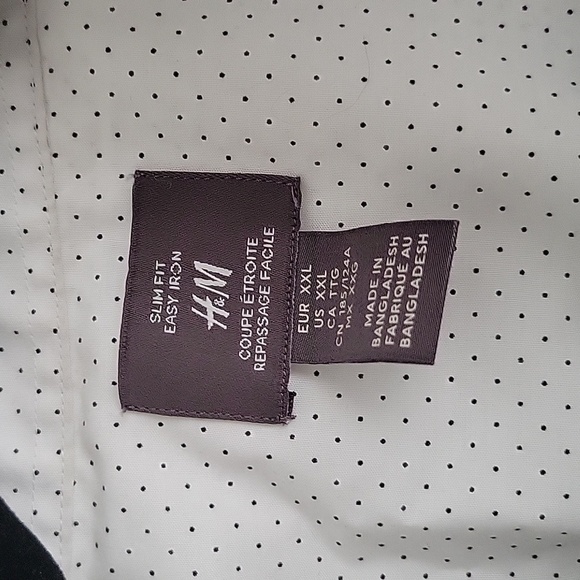 SLIM FIT
EASY IRON
H&M
COUPE ÉTROITE
REPASSAGE FACILE
EUR XXL
US XXL
CA TTG
CN 185/124A
MX XXG
MADE IN
BANGLADESH
FABRIQUÉ AU
BANGLADESH